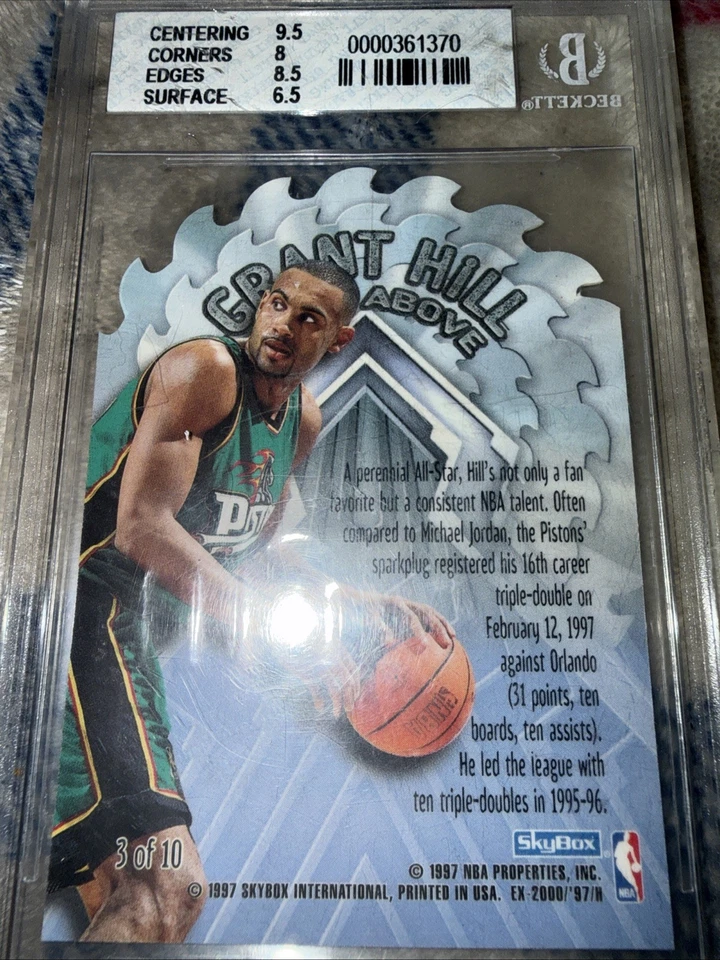 CENTERING 9.5
CORNERS 8
EDGES 8.5
SURFACE 6.5
0000361370
B
BECKETT®
GRANT HILL
ABOVE
PIST
A perennial All-Star, Hill's not only a fan
favorite but a consistent NBA talent. Often
compared to Michael Jordan, the Pistons'
sparkplug registered his 16th career
triple-double on
February 12, 1997
against Orlando
(31 points, ten
boards, ten assists).
He led the league with
ten triple-doubles in 1995-96.
3 of 10
SkyBox®
NBA
© 1997 NBA PROPERTIES, INC.
© 1997 SKYBOX INTERNATIONAL, PRINTED IN USA. EX-2000/'97/H